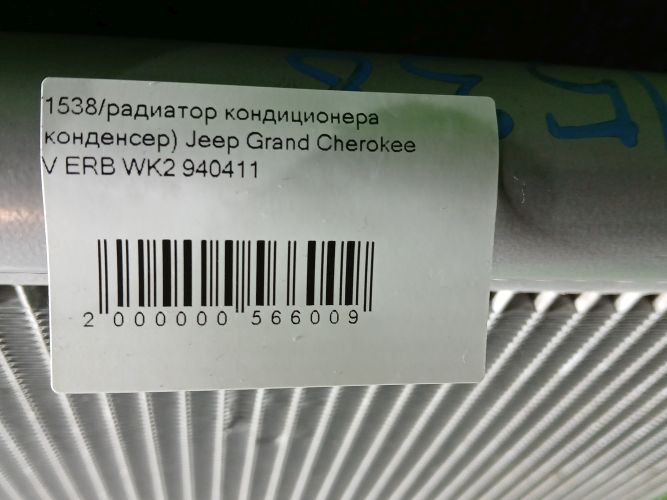 1538/радиатор кондиционера
конденсер) Jeep Grand Cherokee
V ERB WK2 940411
2 000000 566009